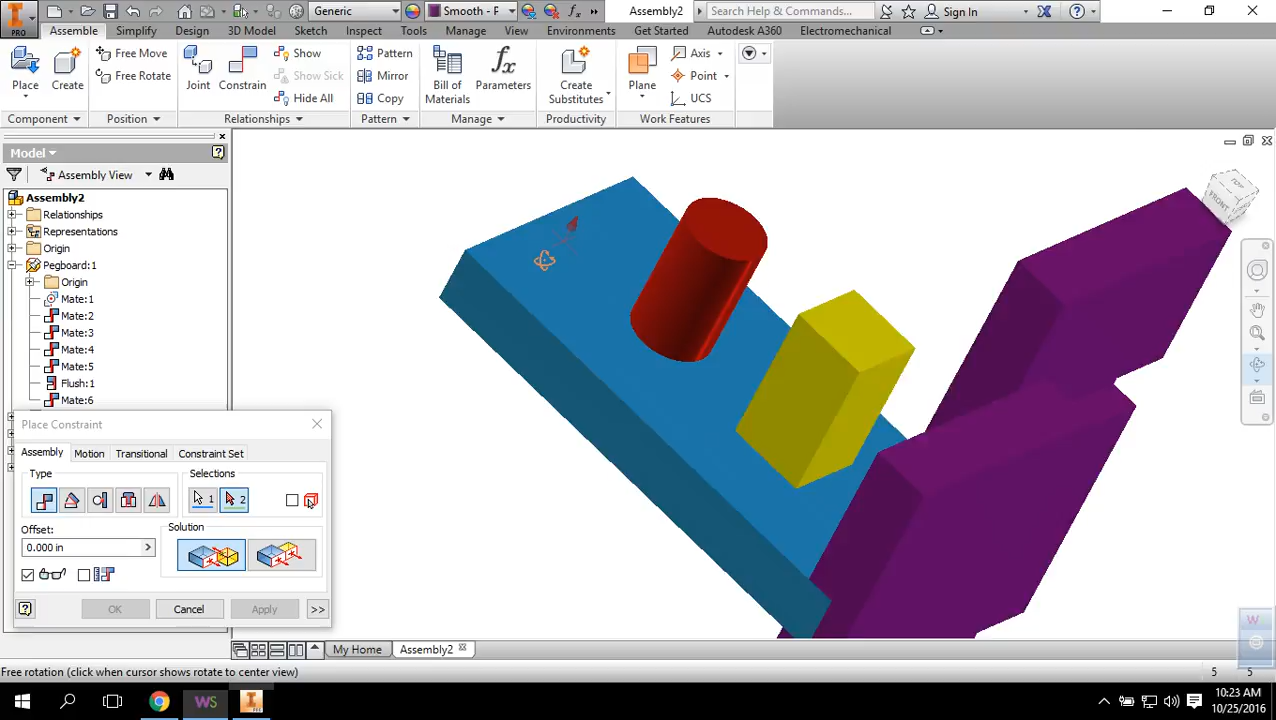 Generic
Smooth - F
Assembly2
Search Help & Commands...
Sign In
PRO
Assemble
Simplify
Design
3D Model
Sketch
Inspect
Tools
Manage
View
Environments
Get Started
Autodesk A360
Electromechanical
Place
Create
Free Move
Free Rotate
Joint
Constrain
Show
Show Sick
Hide All
Pattern
Mirror
Copy
Bill of
Materials
Parameters
Create
Substitutes
Plane
Axis
Point
UCS
Component
Position
Relationships
Pattern
Manage
Productivity
Work Features
Model
Assembly View
Assembly2
Relationships
Representations
Origin
Pegboard:1
Origin
Mate:1
Mate:2
Mate:3
Mate:4
Mate:5
Flush:1
Mate:6
Place Constraint
Assembly
Motion
Transitional
Constraint Set
Type
Selections
1
2
Offset:
0.000 in
Solution
OK
Cancel
Apply
>>
TOP
FRONT
My Home
Assembly2
Free rotation (click when cursor shows rotate to center view)
5
5
WS
PRO
10:23 AM
10/25/2016